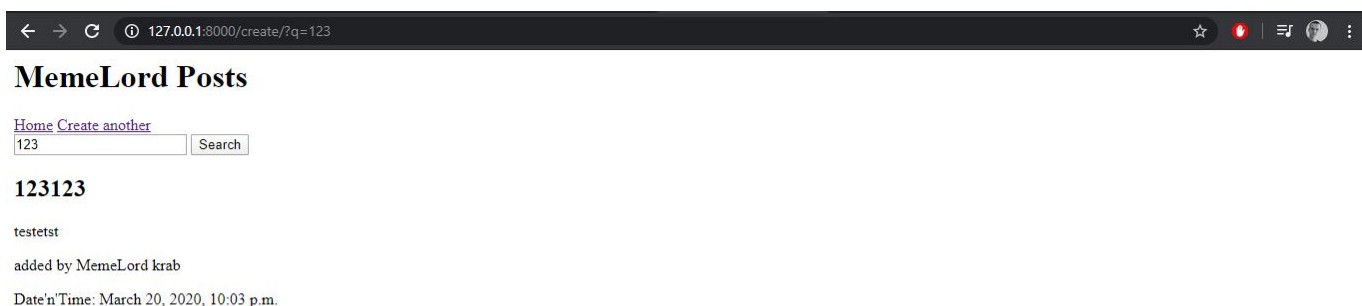 127.0.0.1:8000/create/?q=123
MemeLord Posts
Home Create another
123 Search
123123
testetst
added by MemeLord krab
Date'n'Time: March 20, 2020, 10:03 p.m.